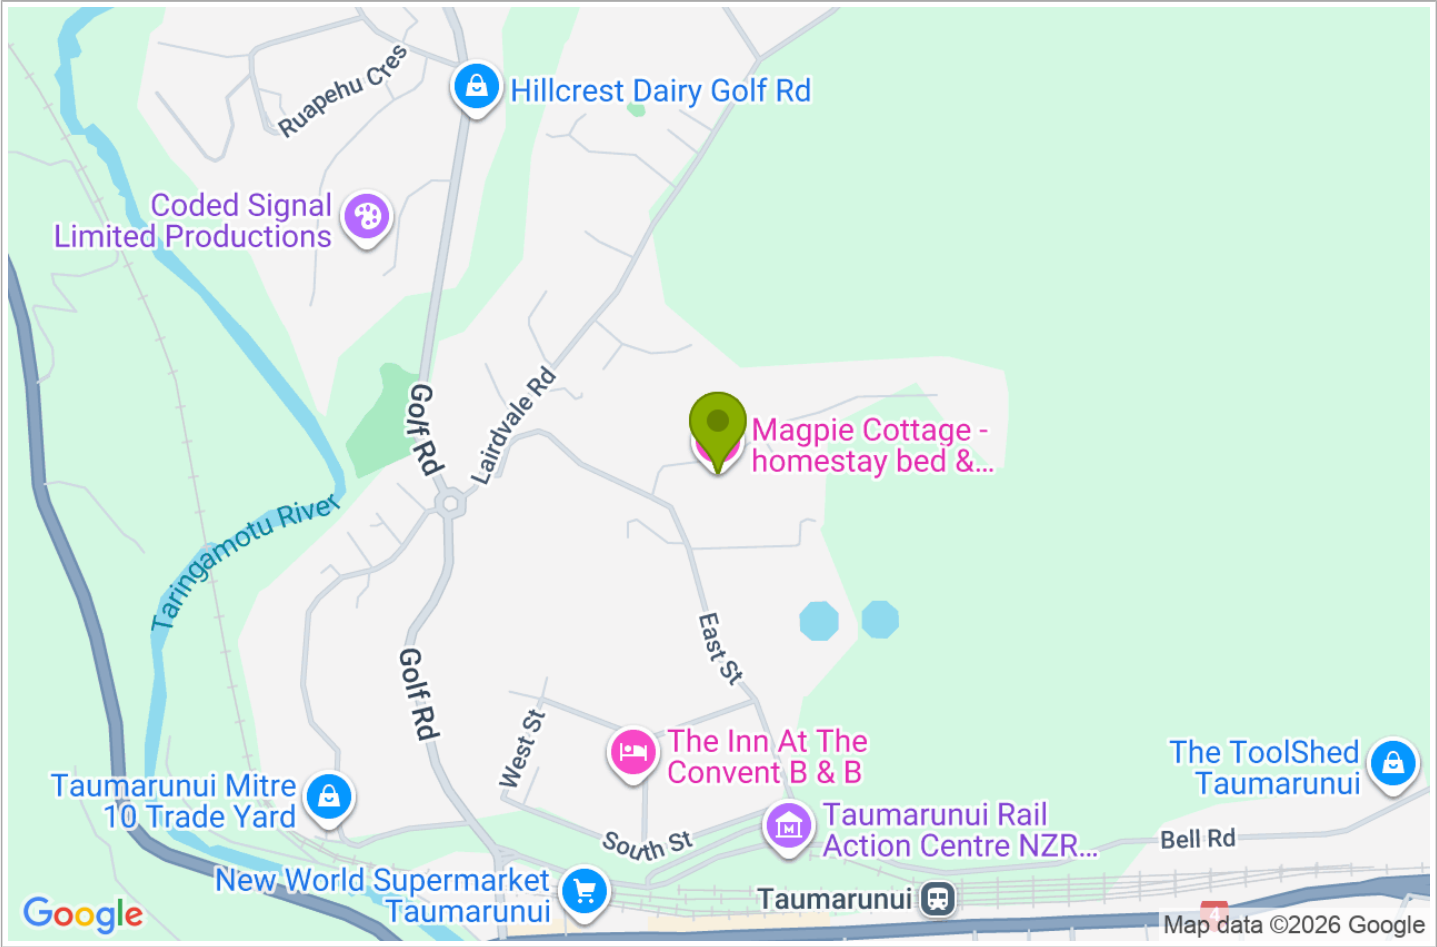 Ruapehu Cres
Hillcrest Dairy Golf Rd
Coded Signal
Limited Productions
Golf Rd
Lairdvale Rd
Magpie Cottage -
homestay bed &...
Taringamotu River
East St
Golf Rd
West St
The Inn At The
Convent B & B
The ToolShed
Taumarunui
Taumarunui Mitre
10 Trade Yard
Taumarunui Rail
Action Centre NZR...
South St
Bell Rd
New World Supermarket
Taumarunui
Taumarunui
4
Google
Map data ©2026 Google